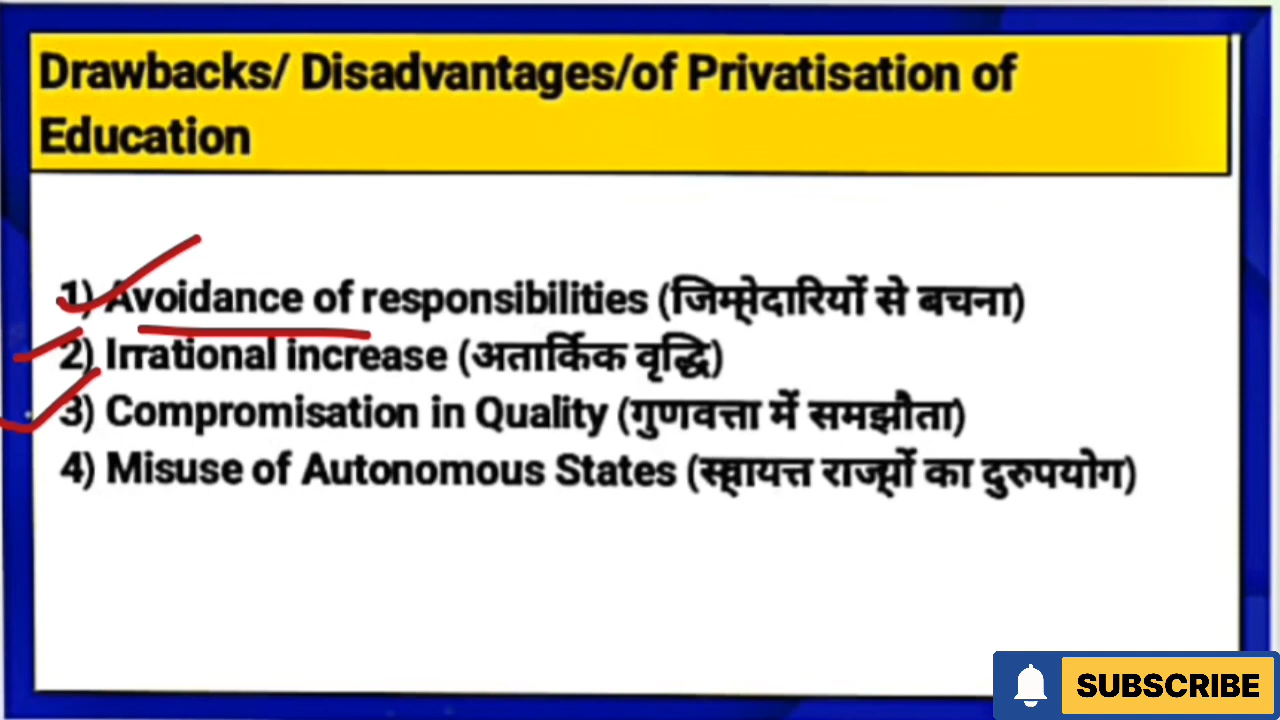 Drawbacks/ Disadvantages/of Privatisation of
Education
1) Avoidance of responsibilities (जिम्मेदारियों से बचना)
2) Irrational increase (अतार्किक वृद्धि)
3) Compromisation in Quality (गुणवत्ता में समझौता)
4) Misuse of Autonomous States (स्वायत्त राज्यों का दुरुपयोग)
SUBSCRIBE